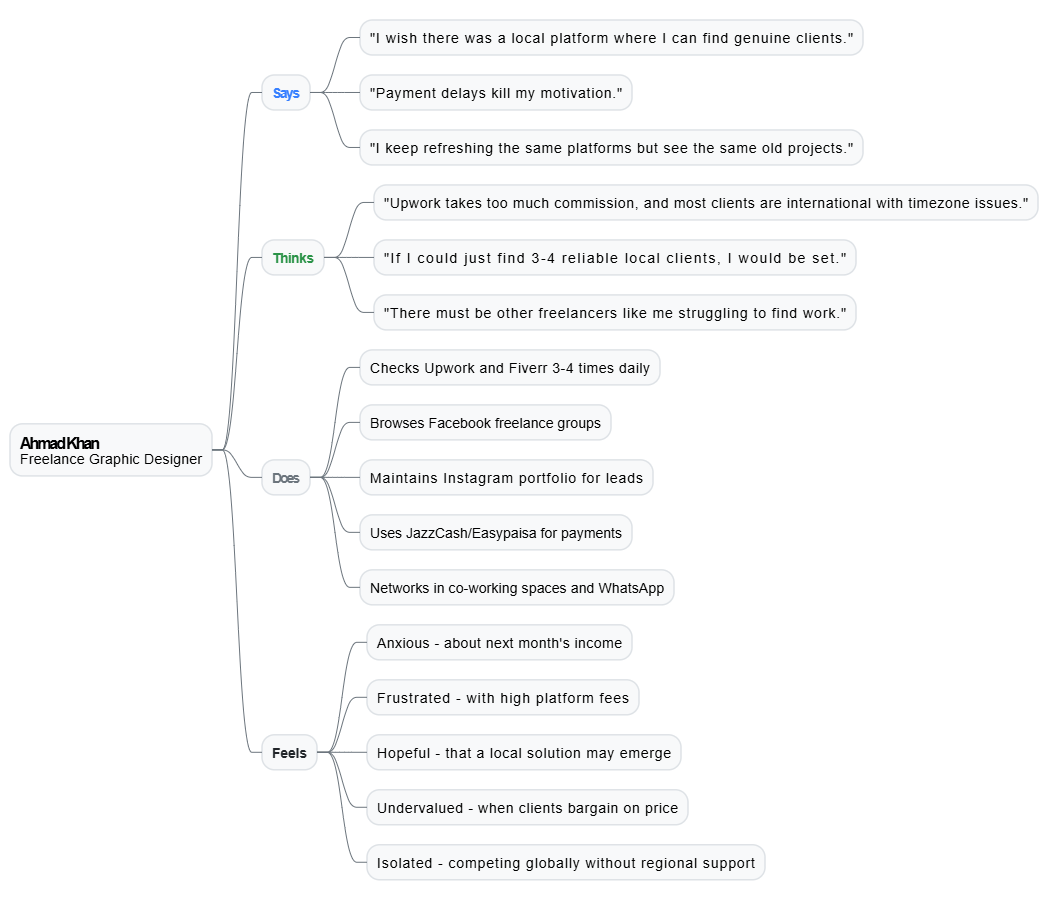 Ahmad Khan
Freelance Graphic Designer
Says
"I wish there was a local platform where I can find genuine clients."
"Payment delays kill my motivation."
"I keep refreshing the same platforms but see the same old projects."
Thinks
"Upwork takes too much commission, and most clients are international with timezone issues."
"If I could just find 3-4 reliable local clients, I would be set."
"There must be other freelancers like me struggling to find work."
Does
Checks Upwork and Fiverr 3-4 times daily
Browses Facebook freelance groups
Maintains Instagram portfolio for leads
Uses JazzCash/Easypaisa for payments
Networks in co-working spaces and WhatsApp
Feels
Anxious - about next month's income
Frustrated - with high platform fees
Hopeful - that a local solution may emerge
Undervalued - when clients bargain on price
Isolated - competing globally without regional support